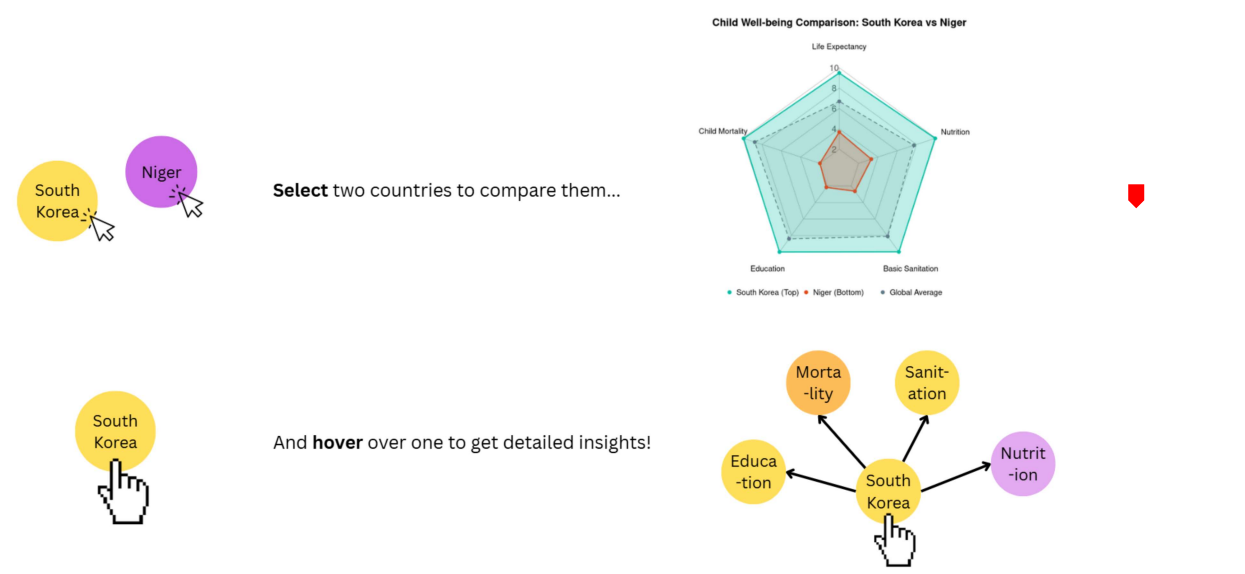 Child Well-being Comparison: South Korea vs Niger
Life Expectancy
10
8
6
4
2
Child Mortality
Nutrition
Education
Basic Sanitation
South Korea (Top)
Niger (Bottom)
Global Average
South
Korea
Niger
Select two countries to compare them...
South
Korea
And hover over one to get detailed insights!
Morta
-lity
Sanit-
ation
Educa
-tion
Nutrit
-ion
South
Korea